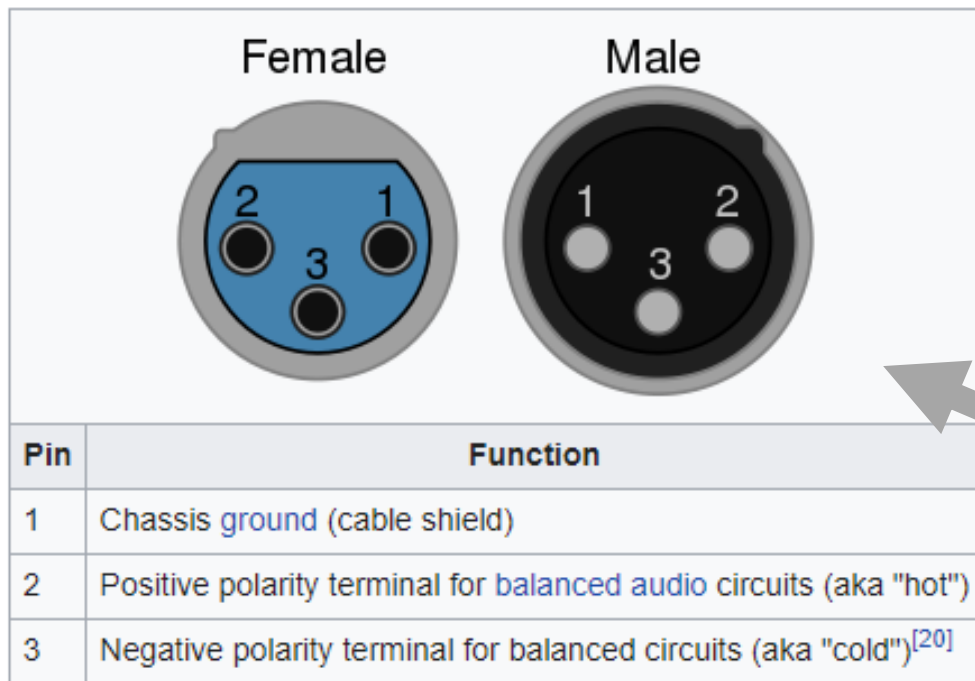 Female Male
2 1 1 2
3 3
Pin Function
1 Chassis ground (cable shield)
2 Positive polarity terminal for balanced audio circuits (aka "hot")
3 Negative polarity terminal for balanced circuits (aka "cold")[20]